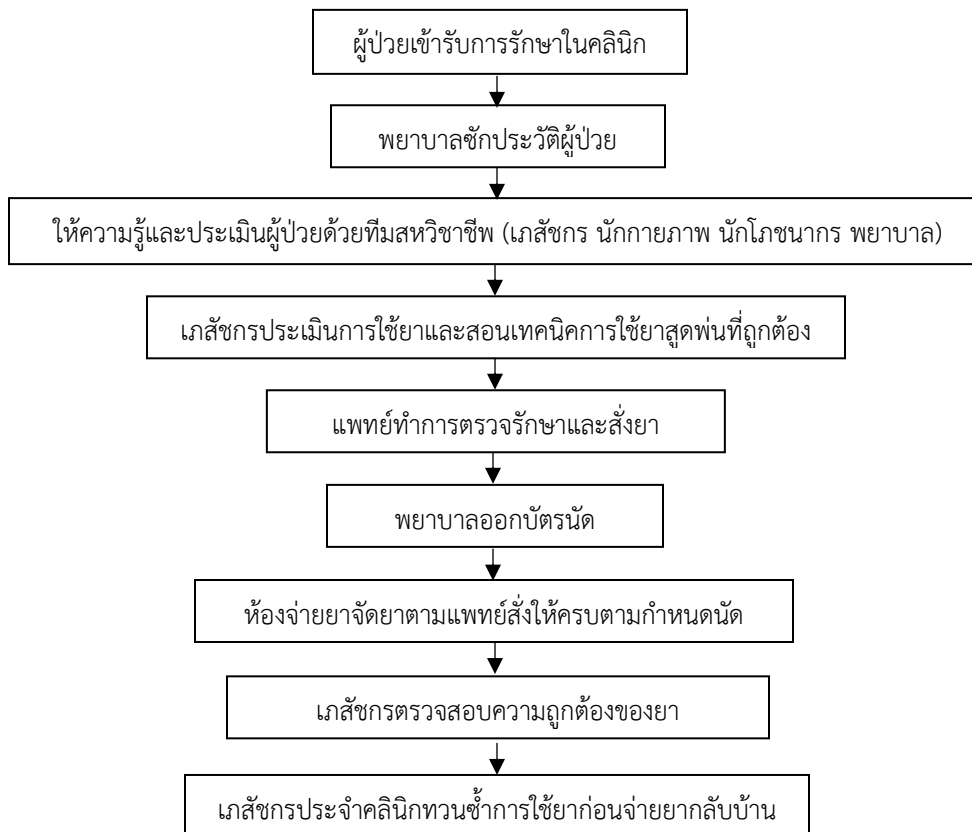 ผู้ป่วยเข้ารับการรักษาในคลินิก
พยาบาลซักประวัติผู้ป่วย
ให้ความรู้และประเมินผู้ป่วยด้วยทีมสหวิชาชีพ (เภสัชกร นักกายภาพ นักโภชนากร พยาบาล)
เภสัชกรประเมินการใช้ยาและสอนเทคนิคการใช้ยาสูดพ่นที่ถูกต้อง
แพทย์ทำการตรวจรักษาและสั่งยา
พยาบาลออกบัตรนัด
ห้องจ่ายยาจัดยาตามแพทย์สั่งให้ครบตามกำหนดนัด
เภสัชกรตรวจสอบความถูกต้องของยา
เภสัชกรประจำคลินิกทวนซ้ำการใช้ยาก่อนจ่ายยากลับบ้าน